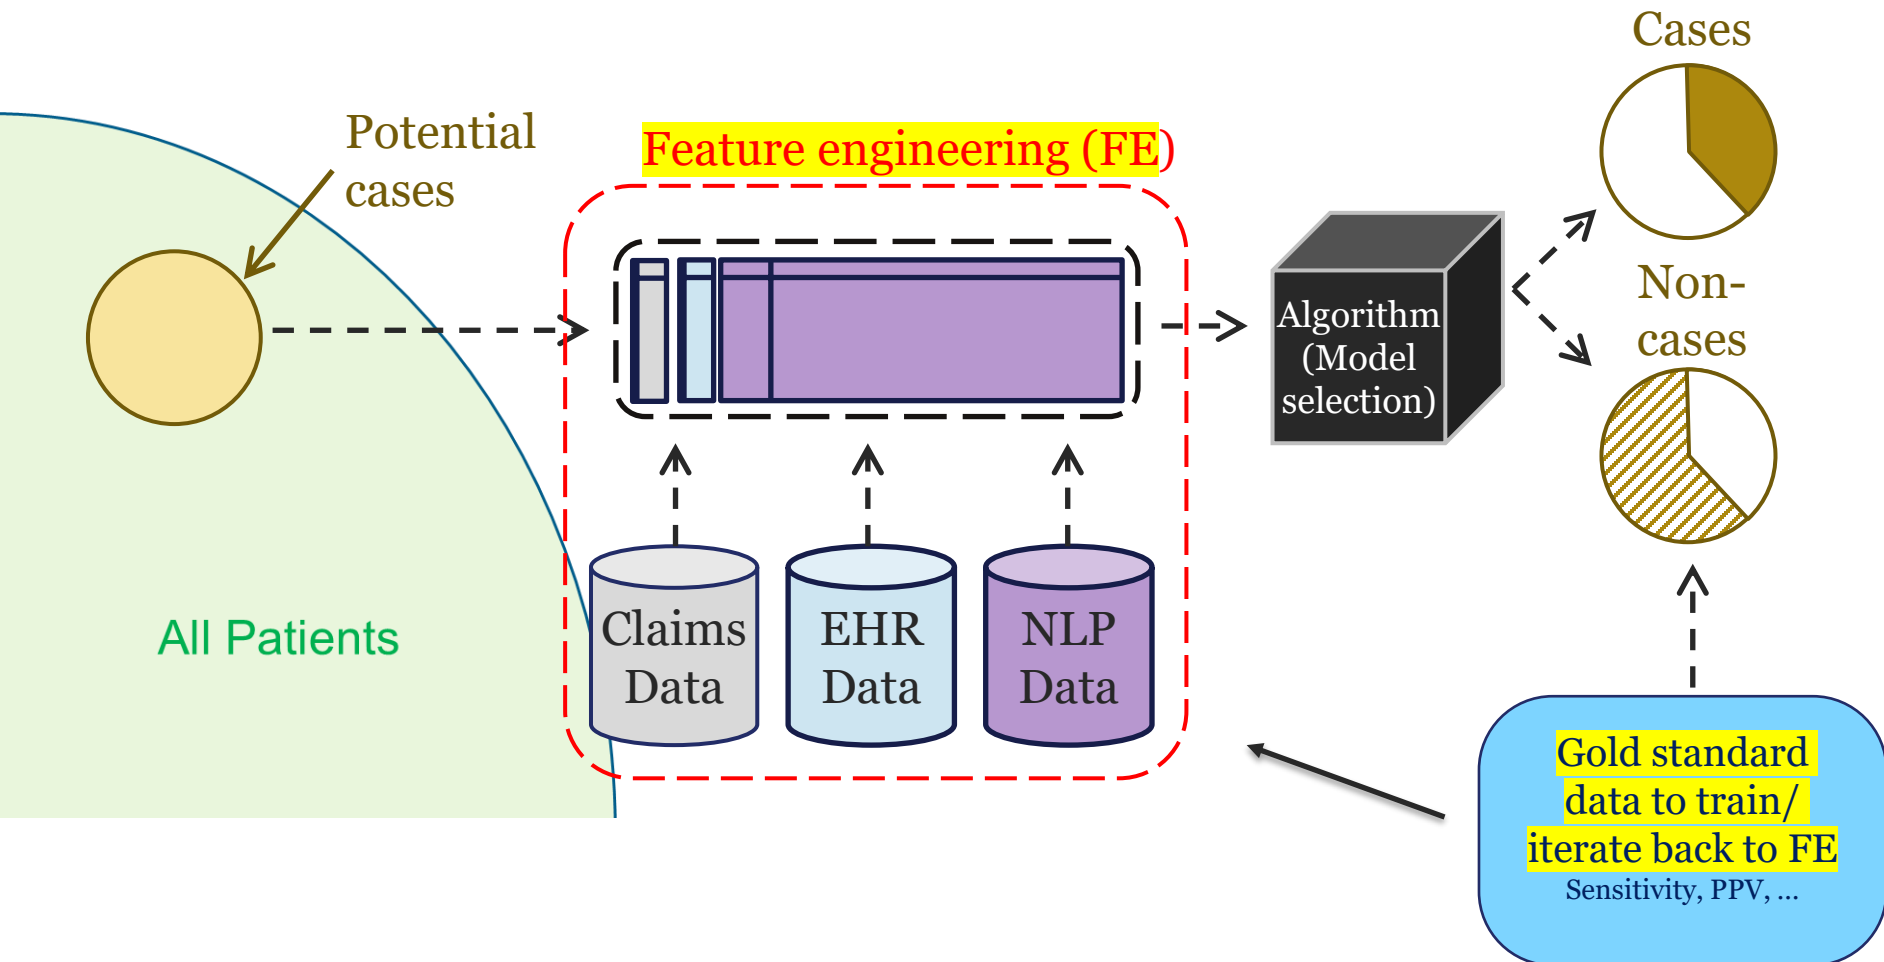 Cases
Potential
cases
Feature engineering (FE)
Non-
cases
Algorithm
(Model
selection)
All Patients
Claims
Data
EHR
Data
NLP
Data
Gold standard
data to train/
iterate back to FE
Sensitivity, PPV, ...